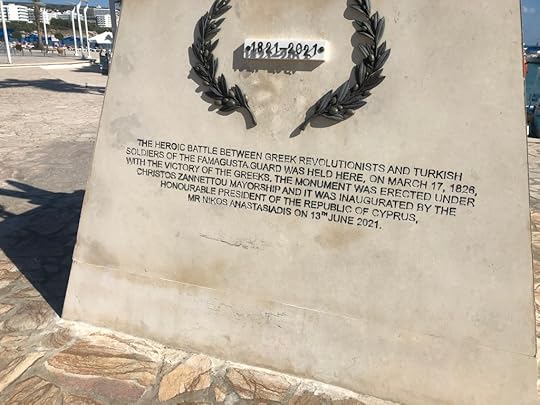 1821-2021
THE HEROIC BATTLE BETWEEN GREEK REVOLUTIONISTS AND TURKISH
SOLDIERS OF THE FAMAGUSTA GUARD WAS HELD HERE, ON MARCH 17, 1826,
WITH THE VICTORY OF THE GREEKS. THE MONUMENT WAS ERECTED UNDER
CHRISTOS ZANNETTOU MAYORSHIP AND IT WAS INAUGURATED BY THE
HONOURABLE PRESIDENT OF THE REPUBLIC OF CYPRUS,
MR NIKOS ANASTASIADIS ON 13TH JUNE 2021.